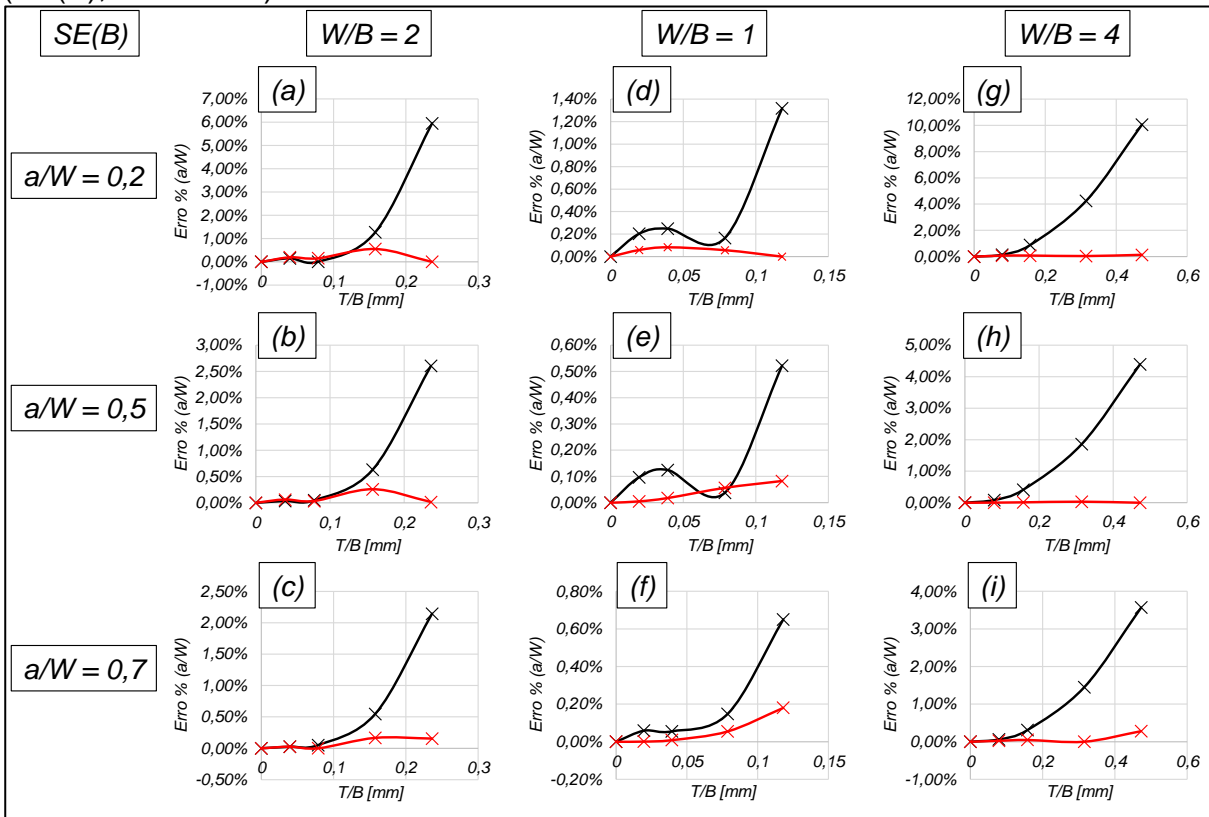 SE(B)
W/B = 2
W/B = 1
W/B = 4
a/W = 0,2
(a)
7,00%
6,00%
5,00%
4,00%
3,00%
2,00%
1,00%
0,00%
-1,00%
Erro % (a/W)
0 0,1 0,2 0,3
T/B [mm]
(d)
1,40%
1,20%
1,00%
0,80%
0,60%
0,40%
0,20%
0,00%
Erro % (a/W)
0 0,05 0,1 0,15
T/B [mm]
(g)
12,00%
10,00%
8,00%
6,00%
4,00%
2,00%
0,00%
Erro % (a/W)
0 0,2 0,4 0,6
T/B [mm]
a/W = 0,5
(b)
3,00%
2,50%
2,00%
1,50%
1,00%
0,50%
0,00%
Erro % (a/W)
0 0,1 0,2 0,3
T/B [mm]
(e)
0,60%
0,50%
0,40%
0,30%
0,20%
0,10%
0,00%
Erro % (a/W)
0 0,05 0,1 0,15
T/B [mm]
(h)
5,00%
4,00%
3,00%
2,00%
1,00%
0,00%
Erro % (a/W)
0 0,2 0,4 0,6
T/B [mm]
a/W = 0,7
(c)
2,50%
2,00%
1,50%
1,00%
0,50%
0,00%
-0,50%
Erro % (a/W)
0 0,1 0,2 0,3
T/B [mm]
(f)
0,80%
0,60%
0,40%
0,20%
0,00%
-0,20%
Erro % (a/W)
0 0,05 0,1 0,15
T/B [mm]
(i)
4,00%
3,00%
2,00%
1,00%
0,00%
-1,00%
Erro % (a/W)
0 0,2 0,4 0,6
T/B [mm]